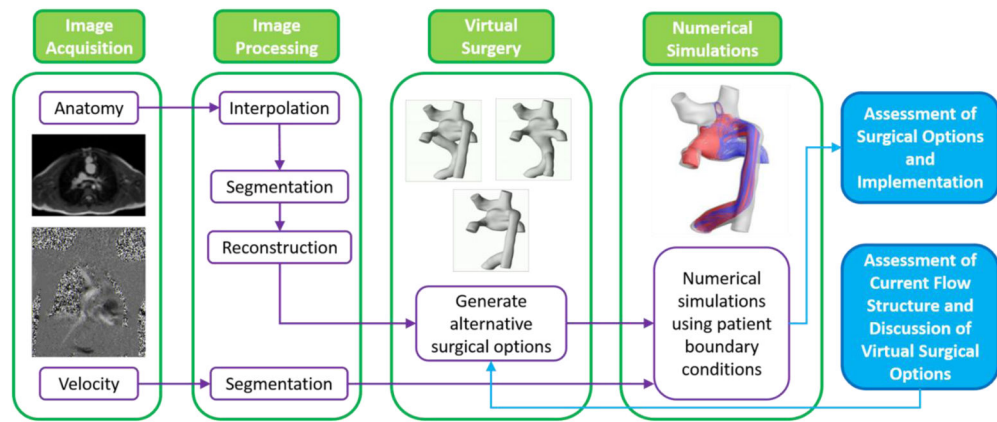 Image
Acquisition
Image
Processing
Virtual
Surgery
Numerical
Simulations
Anatomy
Interpolation
Segmentation
Reconstruction
Velocity
Segmentation
Generate
alternative
surgical options
Numerical
simulations
using patient
boundary
conditions
Assessment of
Surgical Options
and
Implementation
Assessment of
Current Flow
Structure and
Discussion of
Virtual Surgical
Options